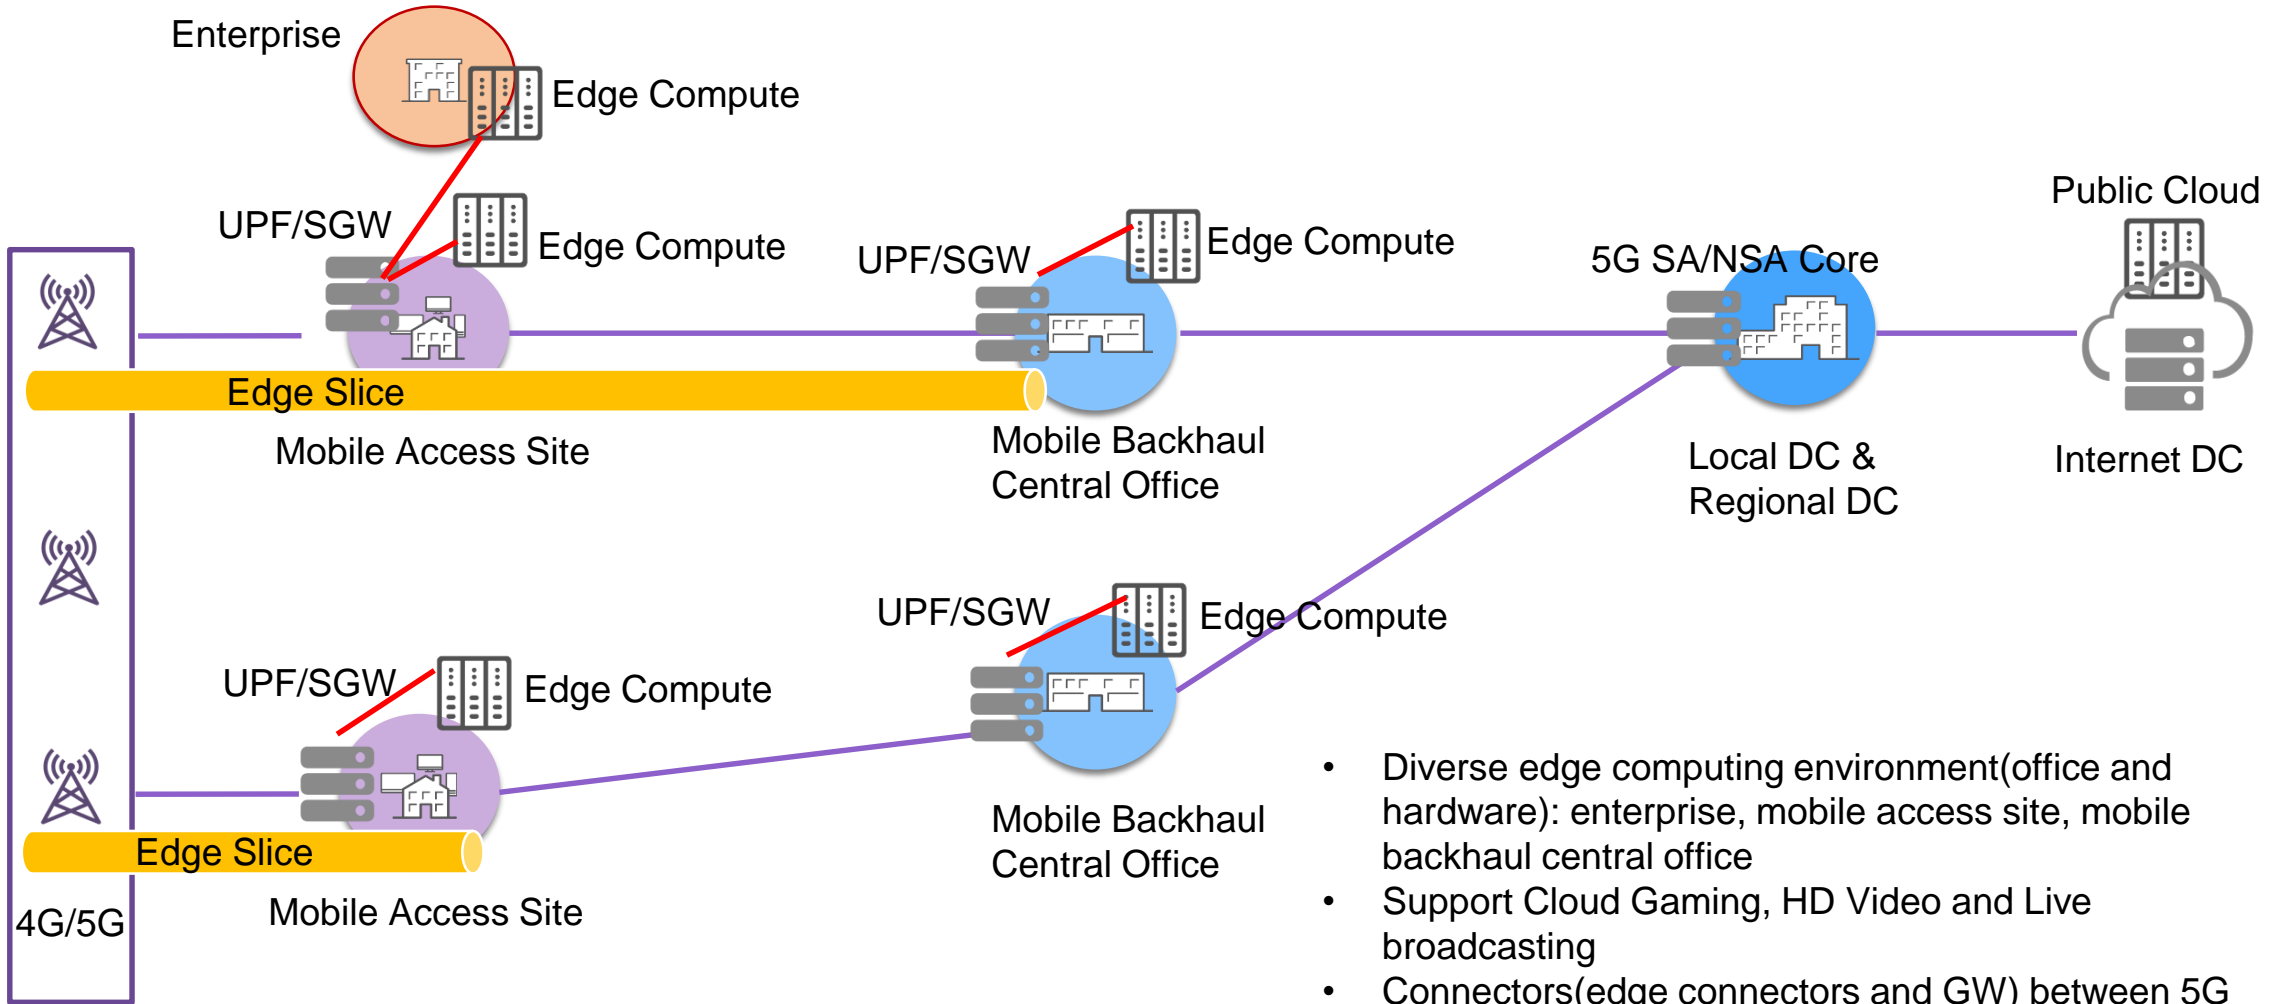 Enterprise
Edge Compute
UPF/SGW
Edge Compute
UPF/SGW
Edge Compute
5G SA/NSA Core
Public Cloud
Edge Slice
Mobile Access Site
Mobile Backhaul
Central Office
Local DC &
Regional DC
Internet DC
UPF/SGW
Edge Compute
UPF/SGW
Edge Compute
Edge Slice
Mobile Access Site
Mobile Backhaul
Central Office
4G/5G
• Diverse edge computing environment(office and
hardware): enterprise, mobile access site, mobile
backhaul central office
• Support Cloud Gaming, HD Video and Live
broadcasting
• Connectors(edge connectors and GW) between 5G